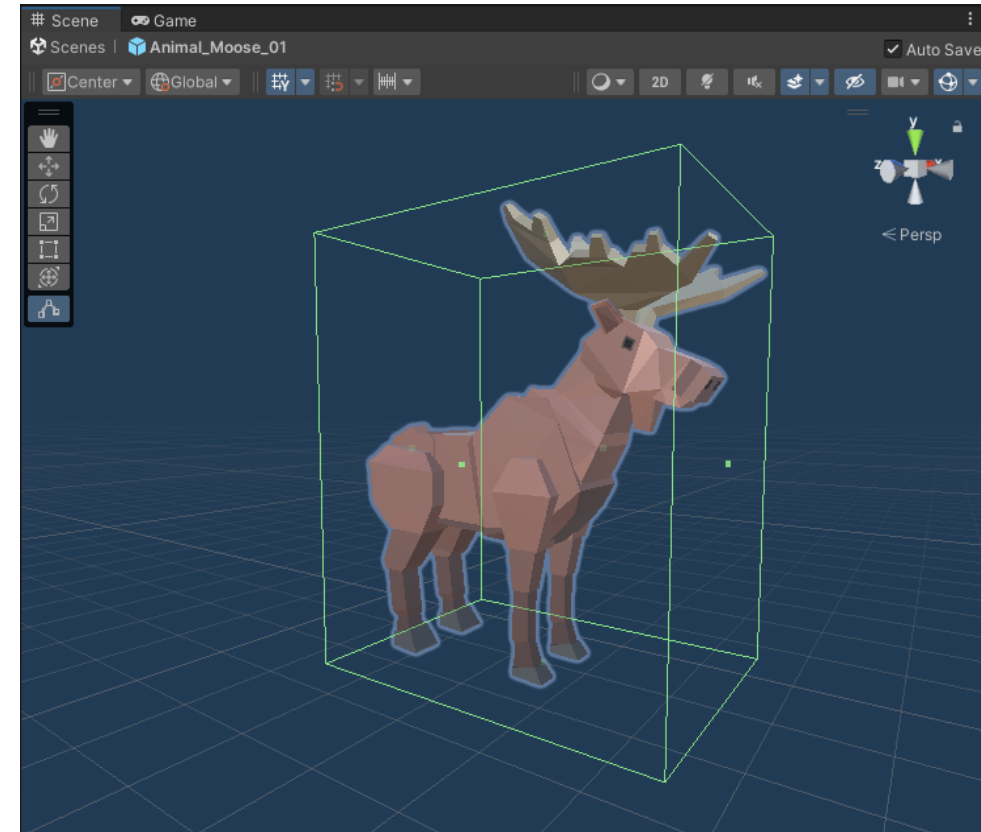 Scene Game
Scenes Animal_Moose_01 Auto Save
Center Global 2D
y
z x
Persp